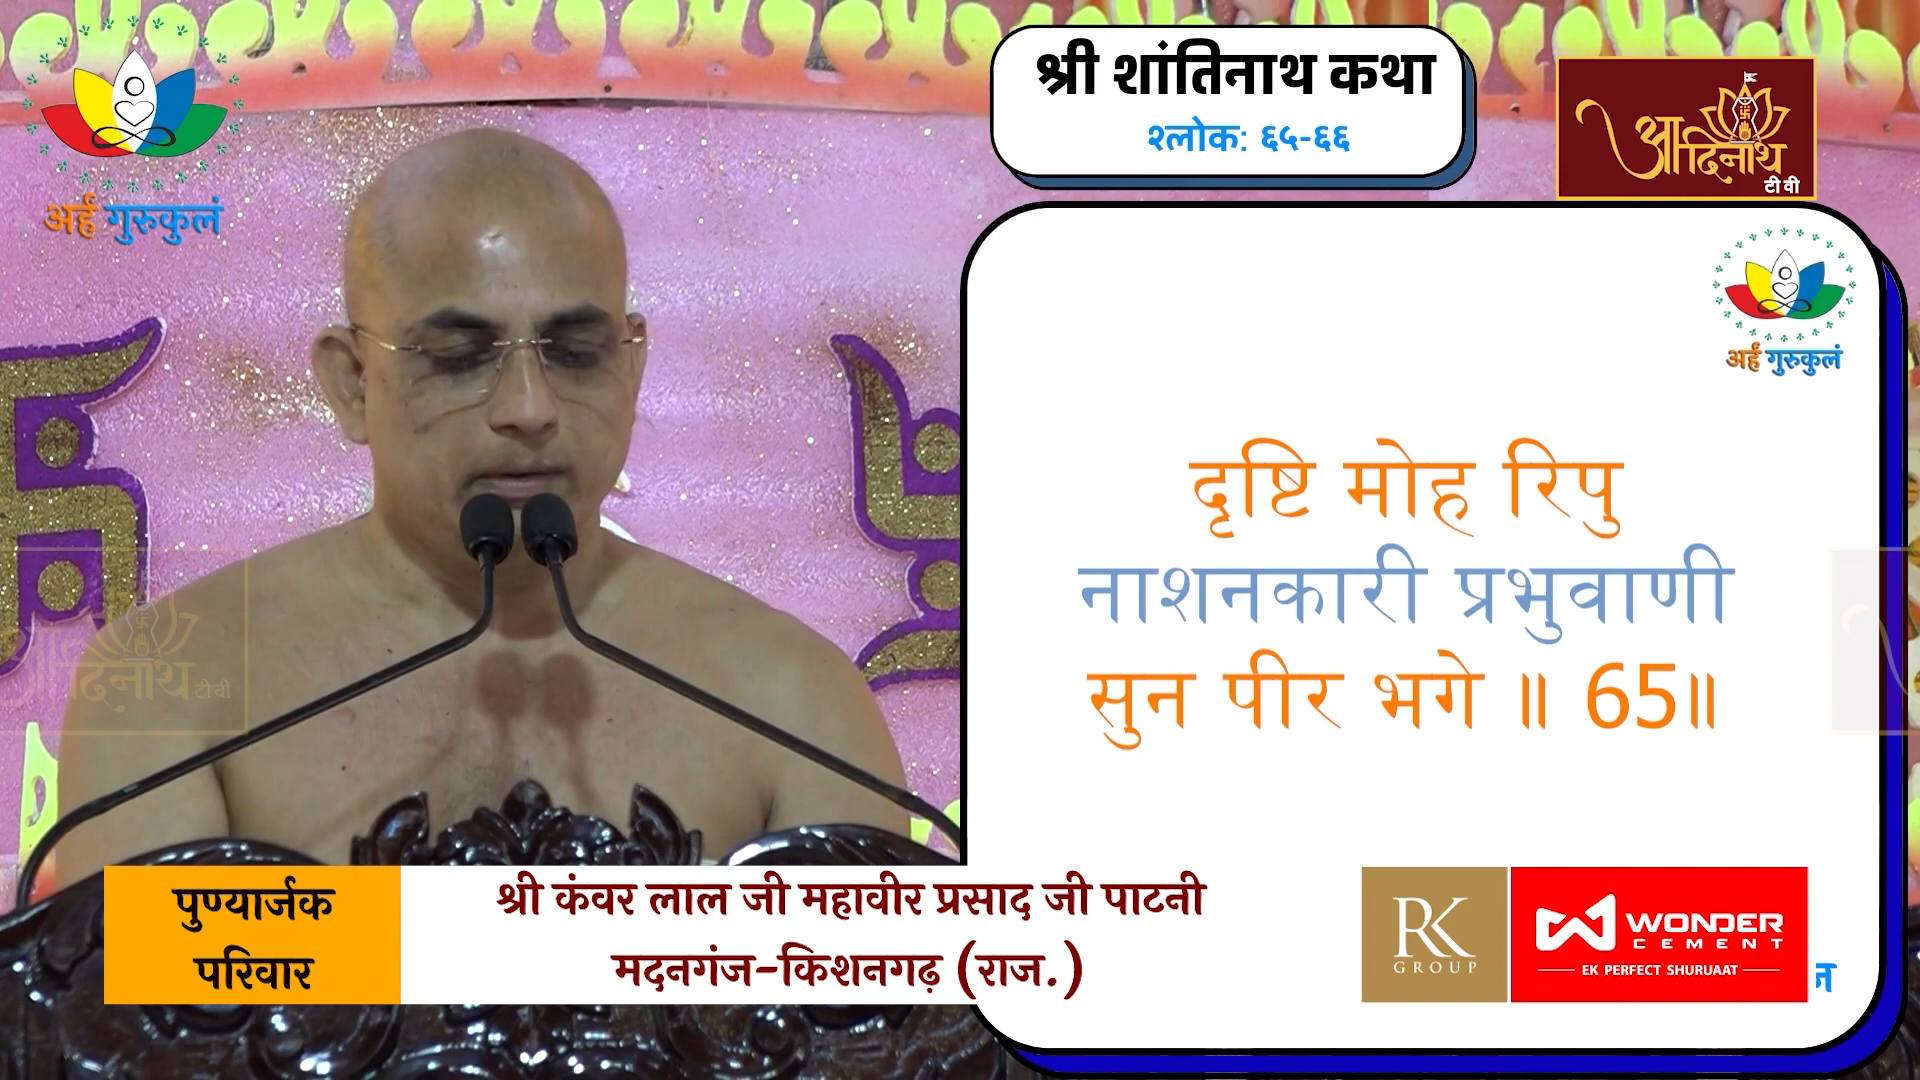 श्री शांतिनाथ कथा
श्लोक: ६५-६६
आदिनाथ
टीवी
अर्हं गुरुकुलं
अर्हं गुरुकुलं
दृष्टि मोह रिपु
नाशनकारी प्रभुवाणी
सुन पीर भगे ॥ 65॥
आदिनाथ टीवी
पुण्यार्जक
परिवार
श्री कंवर लाल जी महावीर प्रसाद जी पाटनी
मदनगंज-किशनगढ़ (राज.)
RK
GROUP
WONDER
CEMENT
EK PERFECT SHURUAAT